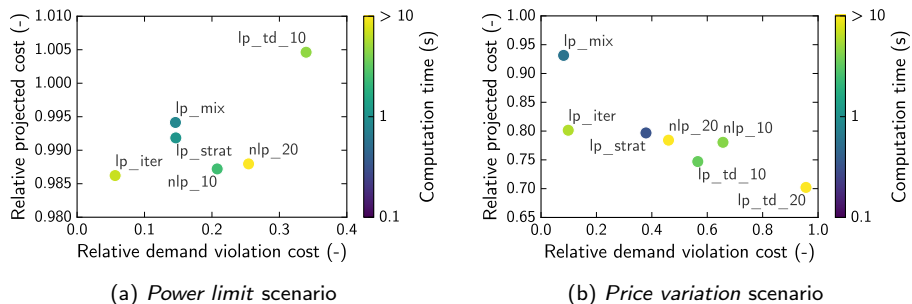 Relative projected cost (-)
1.010
1.005
1.000
0.995
0.990
0.985
0.980
0.0
0.1
0.2
0.3
0.4
Relative demand violation cost (-)
lp_td_10
lp_mix
lp_strat
lp_iter
nlp_20
nlp_10
> 10
1
0.1
Computation time (s)
(a) Power limit scenario
Relative projected cost (-)
1.00
0.95
0.90
0.85
0.80
0.75
0.70
0.65
0.0
0.2
0.4
0.6
0.8
1.0
Relative demand violation cost (-)
lp_mix
lp_iter
lp_strat
nlp_20
nlp_10
lp_td_10
lp_td_20
> 10
1
0.1
Computation time (s)
(b) Price variation scenario